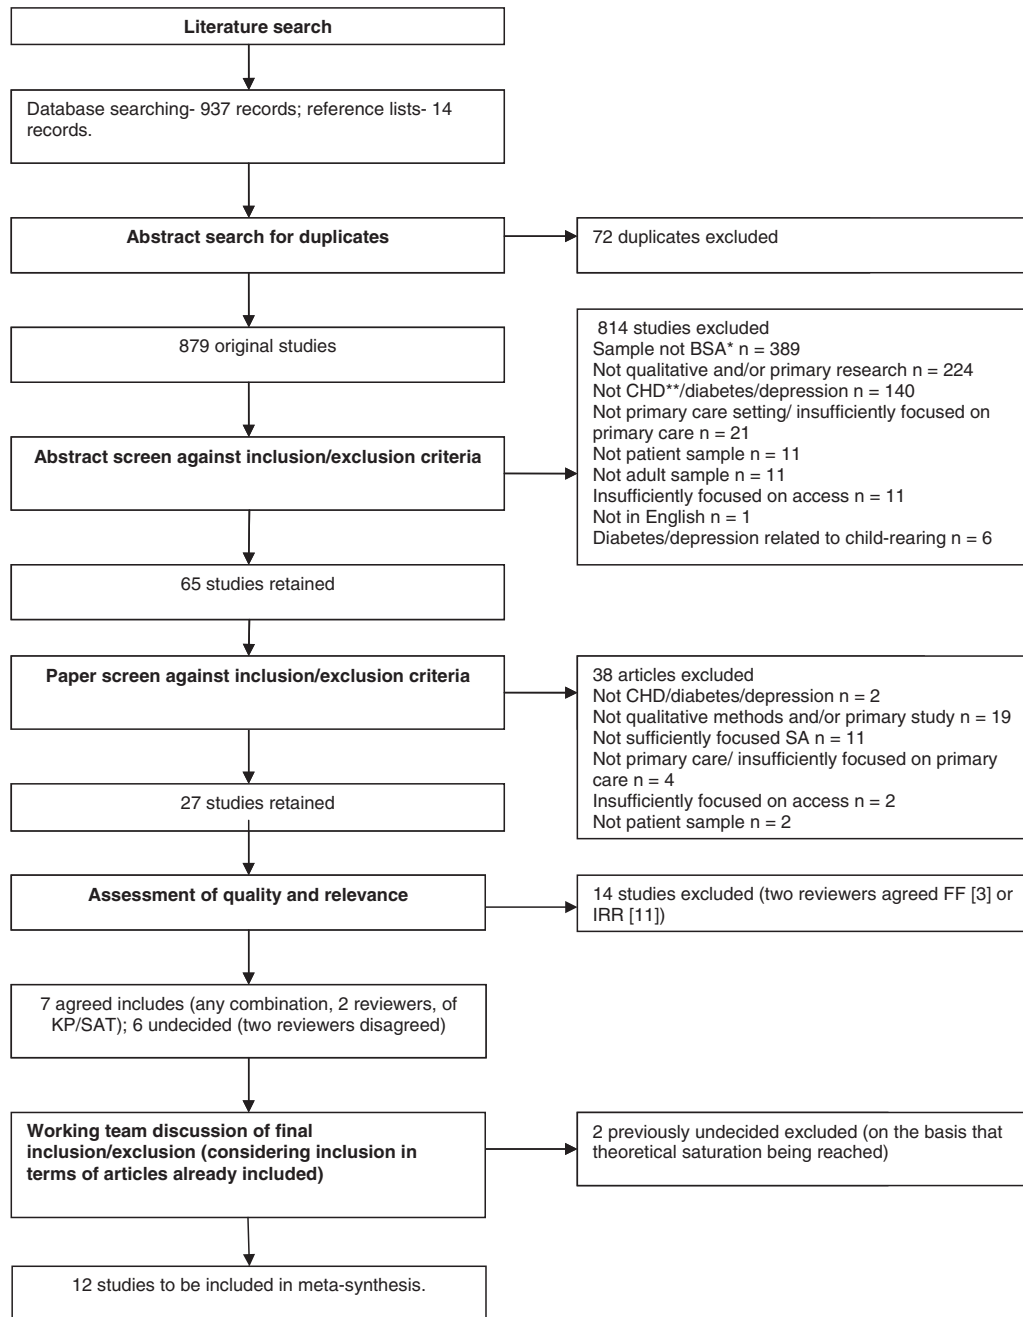 Literature search
Database searching- 937 records; reference lists- 14
records.
Abstract search for duplicates
72 duplicates excluded
879 original studies
814 studies excluded
Sample not BSA* n = 389
Not qualitative and/or primary research n = 224
Not CHD**/diabetes/depression n = 140
Not primary care setting/ insufficiently focused on
primary care n = 21
Not patient sample n = 11
Not adult sample n = 11
Insufficiently focused on access n = 11
Not in English n = 1
Diabetes/depression related to child-rearing n = 6
Abstract screen against inclusion/exclusion criteria
65 studies retained
Paper screen against inclusion/exclusion criteria
38 articles excluded
Not CHD/diabetes/depression n = 2
Not qualitative methods and/or primary study n = 19
Not sufficiently focused SA n = 11
Not primary care/ insufficiently focused on primary
care n = 4
Insufficiently focused on access n = 2
Not patient sample n = 2
27 studies retained
Assessment of quality and relevance
14 studies excluded (two reviewers agreed FF [3] or
IRR [11])
7 agreed includes (any combination, 2 reviewers, of
KP/SAT); 6 undecided (two reviewers disagreed)
Working team discussion of final
inclusion/exclusion (considering inclusion in
terms of articles already included)
2 previously undecided excluded (on the basis that
theoretical saturation being reached)
12 studies to be included in meta-synthesis.